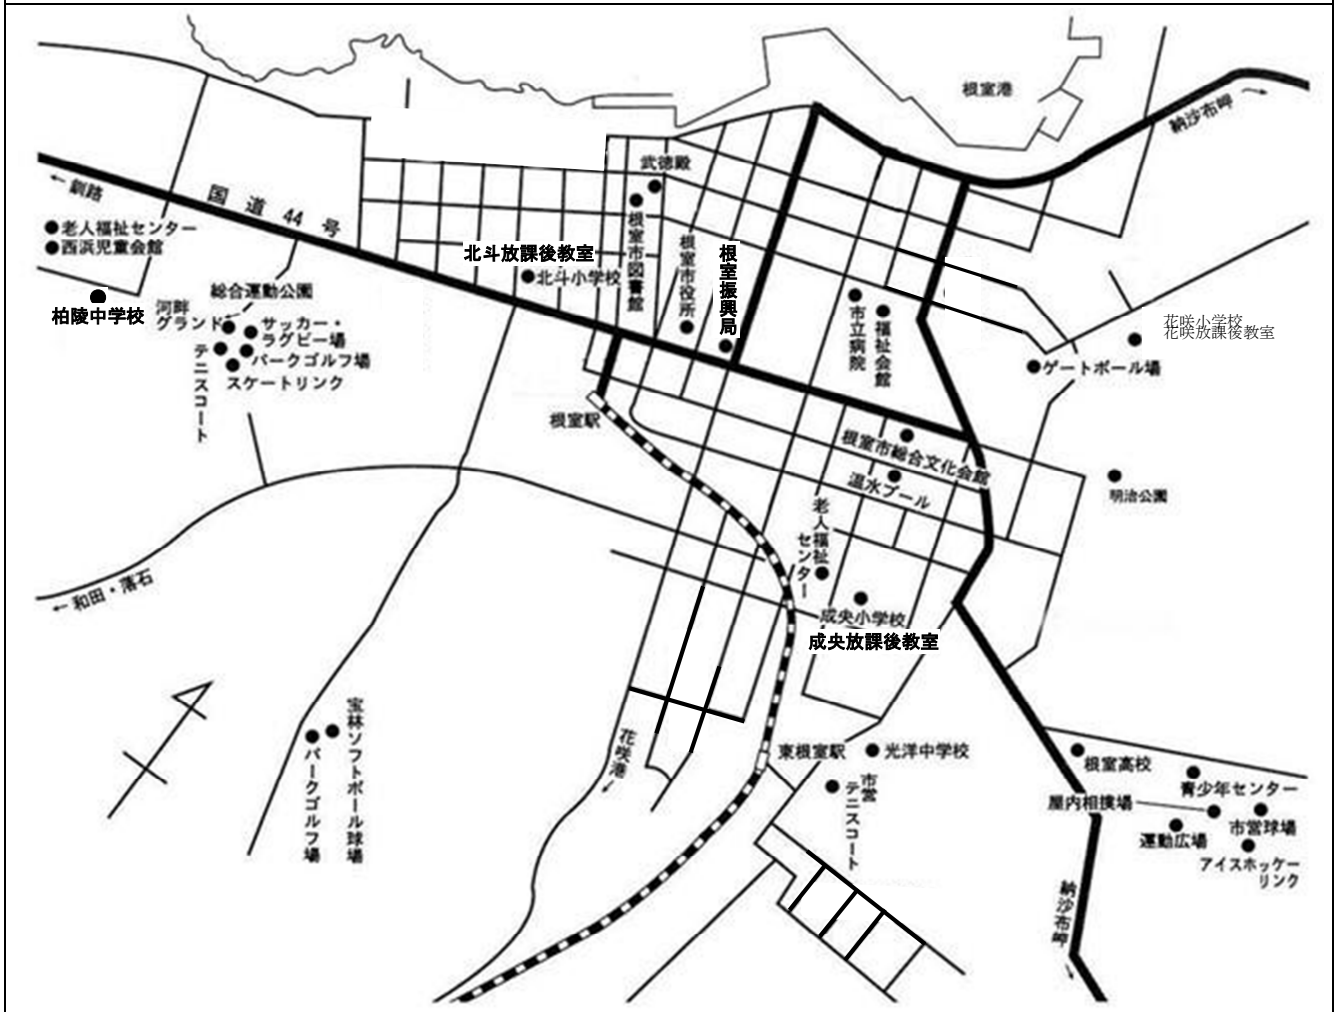 根室港
納沙布岬 →
← 釧路
国道44号
武徳殿
根室市図書館
根室市役所
根室振興局
老人福祉センター
西浜児童会館
柏陵中学校
北斗放課後教室
北斗小学校
総合運動公園
河畔
グランド
サッカー・
ラグビー場
パークゴルフ場
スケートリンク
テニスコート
市立病院
福祉会館
花咲小学校
花咲放課後教室
ゲートボール場
根室駅
根室市総合文化会館
温水プール
明治公園
老人福祉
センター
成央小学校
成央放課後教室
← 和田・落石
宝林ソフトボール球場
パークゴルフ場
花咲港
↓
東根室駅
光洋中学校
市営
テニスコート
根室高校
青少年センター
屋内相撲場
運動広場
市営球場
アイスホッケー
リンク
納沙布岬
↓